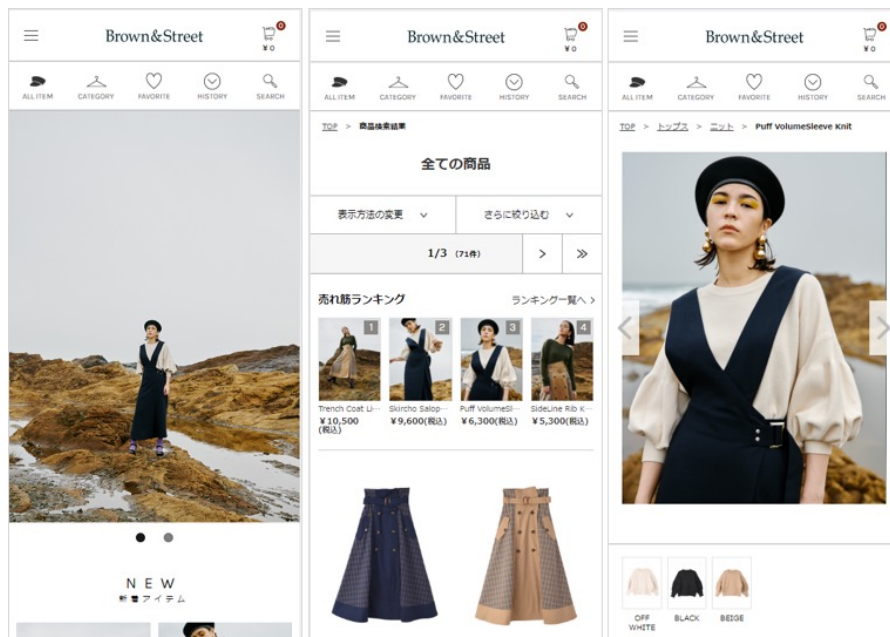 Brown&Street
0
¥0
ALL ITEM
CATEGORY
FAVORITE
HISTORY
SEARCH
NEW
新着アイテム
Brown&Street
0
¥0
ALL ITEM
CATEGORY
FAVORITE
HISTORY
SEARCH
TOP > 商品検索結果
全ての商品
表示方法の変更
さらに絞り込む
1/3 (71件)
売れ筋ランキング
ランキング一覧へ
1
2
3
4
Trench Coat Li…
Skircho Salop…
Puff VolumeSl…
SideLine Rib K…
¥10,500
(税込)
¥9,600(税込)
¥6,300(税込)
¥5,300(税込)
Brown&Street
0
¥0
ALL ITEM
CATEGORY
FAVORITE
HISTORY
SEARCH
TOP > トップス > ニット > Puff VolumeSleeve Knit
OFF
WHITE
BLACK
BEIGE